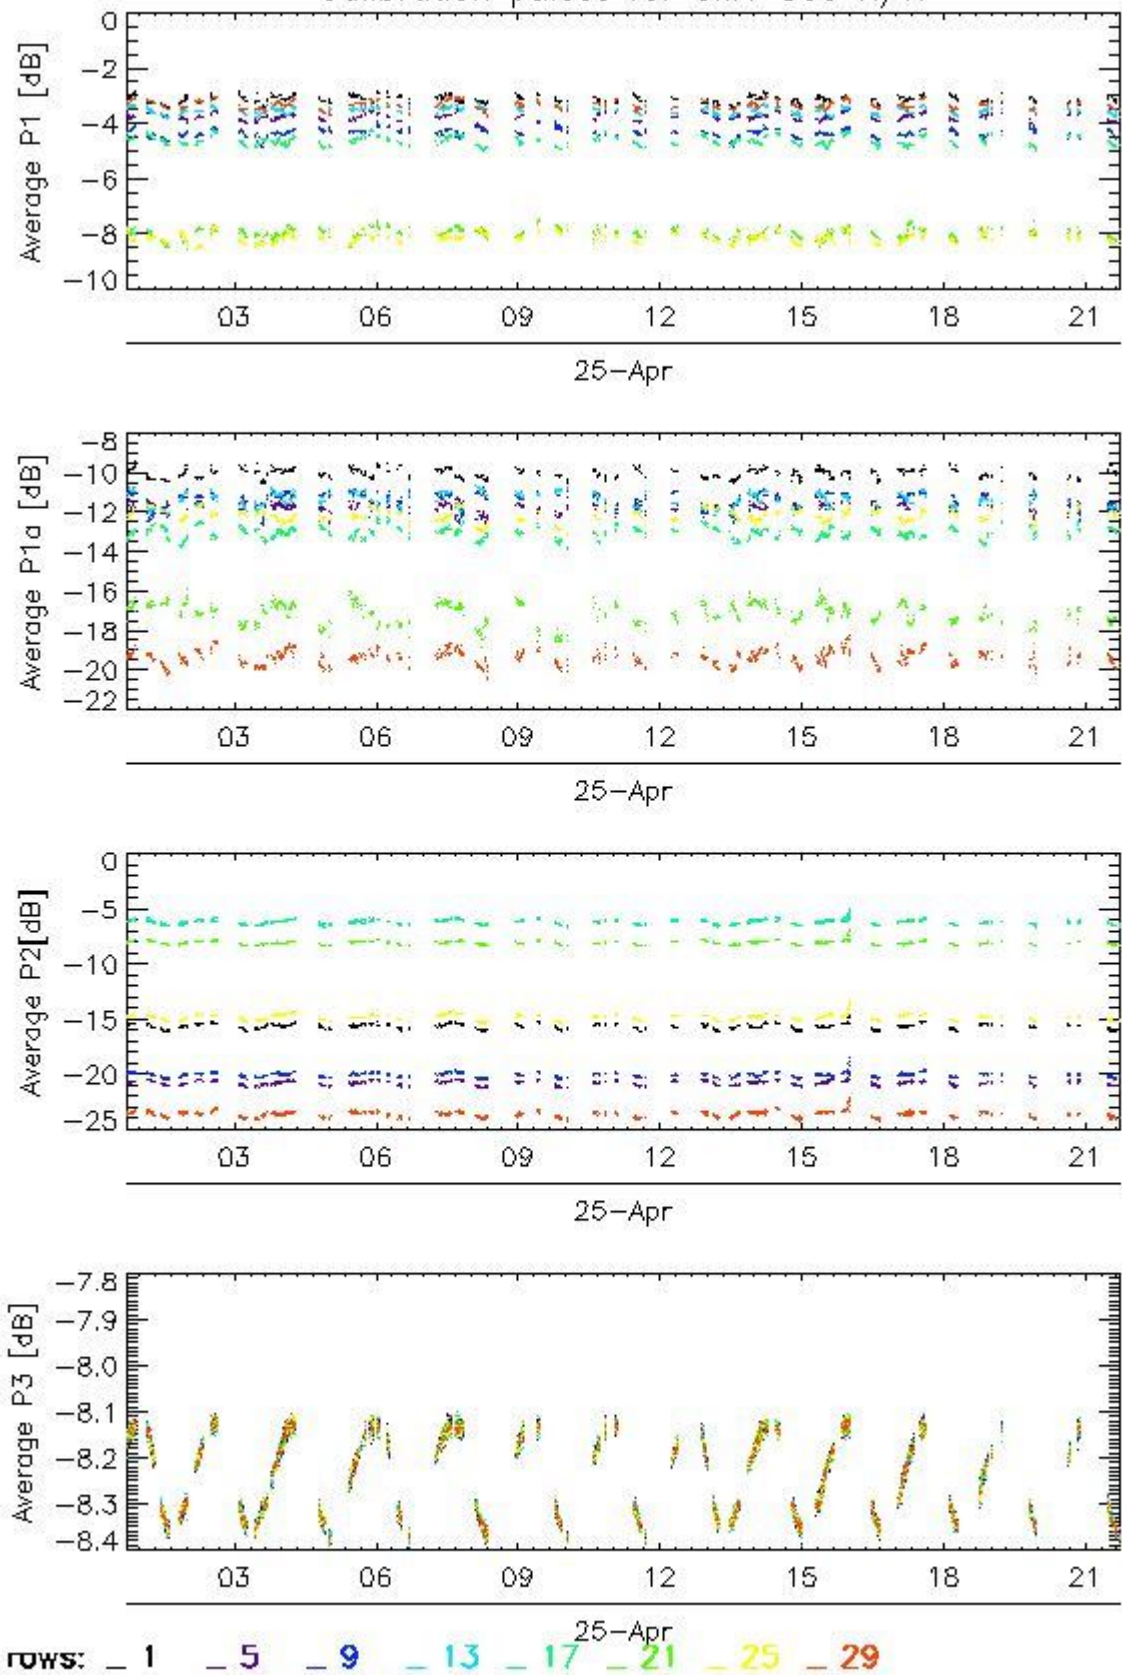 0
-2
Average P1 [dB]
-4
-6
-8
-10
03 06 09 12 15 18 21
25-Apr
-8
-10
Average P1a [dB]
-12
-14
-16
-18
-20
-22
03 06 09 12 15 18 21
25-Apr
0
-5
Average P2[dB]
-10
-15
-20
-25
03 06 09 12 15 18 21
25-Apr
-7.8
-7.9
Average P3 [dB]
-8.0
-8.1
-8.2
-8.3
-8.4
03 06 09 12 15 18 21
25-Apr
rows: _ 1 _ 5 _ 9 _ 13 _ 17 _ 21 _ 25 _ 29